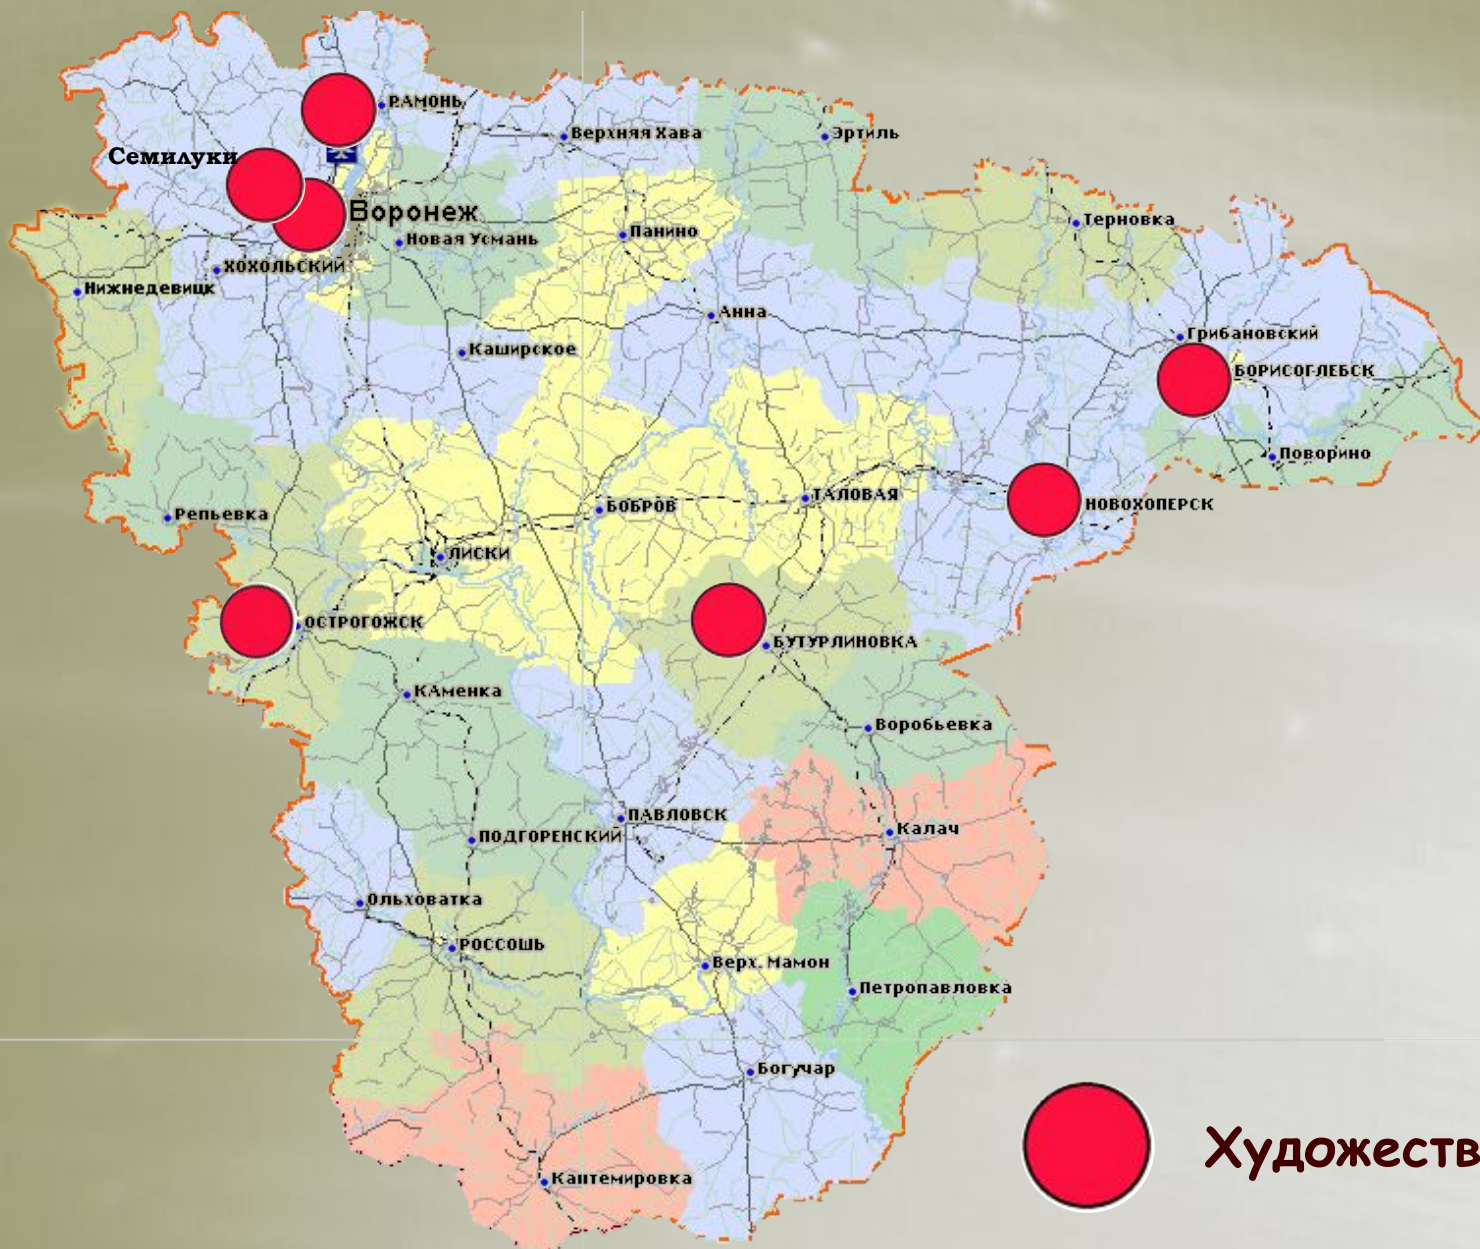 РАМОНЬ
Верхняя Хава
Эртиль
Семилуки
Воронеж
Новая Усмань
Панино
Терновка
ХОХОЛЬСКИЙ
Нижнедевицк
Анна
Грибановский
Каширское
БОРИСОГЛЕБСК
Поворино
ТАЛОВАЯ
НОВОХОПЕРСК
Репьевка
БОБРОВ
ЛИСКИ
ОСТРОГОЖСК
БУТУРЛИНОВКА
КАменка
Воробьевка
ПАВЛОВСК
Калач
ПОДГОРЕНСКИЙ
Ольховатка
РОССОШЬ
Верх. Мамон
Петропавловка
Богучар
Кантемировка
Художеств